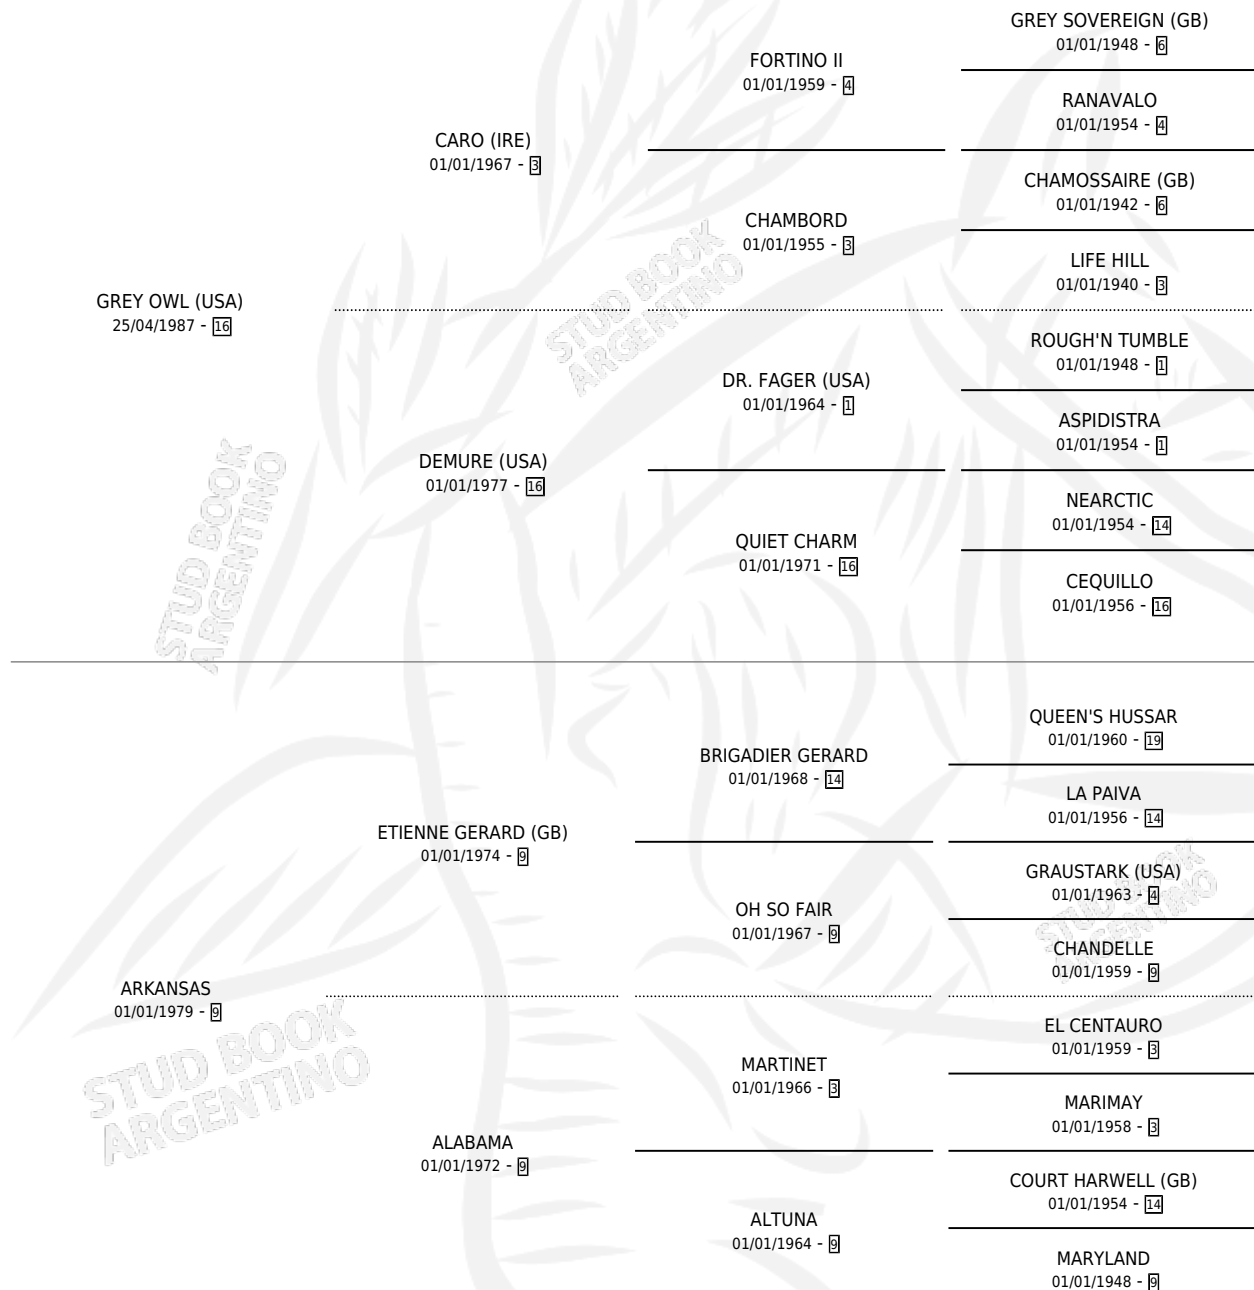 GREY SOVEREIGN (GB)
01/01/1948 - 6
FORTINO II
01/01/1959 - 4
RANAVALO
01/01/1954 - 4
CARO (IRE)
01/01/1967 - 3
CHAMOSSAIRE (GB)
01/01/1942 - 6
CHAMBORD
01/01/1955 - 3
LIFE HILL
01/01/1940 - 3
GREY OWL (USA)
25/04/1987 - 16
ROUGH'N TUMBLE
01/01/1948 - 1
DR. FAGER (USA)
01/01/1964 - 1
ASPIDISTRA
01/01/1954 - 1
DEMURE (USA)
01/01/1977 - 16
NEARCTIC
01/01/1954 - 14
QUIET CHARM
01/01/1971 - 16
CEQUILLO
01/01/1956 - 16
QUEEN'S HUSSAR
01/01/1960 - 19
BRIGADIER GERARD
01/01/1968 - 14
LA PAIVA
01/01/1956 - 14
ETIENNE GERARD (GB)
01/01/1974 - 9
GRAUSTARK (USA)
01/01/1963 - 4
OH SO FAIR
01/01/1967 - 9
CHANDELLE
01/01/1959 - 9
ARKANSAS
01/01/1979 - 9
EL CENTAURO
01/01/1959 - 3
MARTINET
01/01/1966 - 3
MARIMAY
01/01/1958 - 3
ALABAMA
01/01/1972 - 9
COURT HARWELL (GB)
01/01/1954 - 14
ALTUNA
01/01/1964 - 9
MARYLAND
01/01/1948 - 9
STUD BOOK
ARGENTINO
STUD BOOK
ARGENTINO
STUD BOOK
ARGENTINO
STUD BOOK
ARGENTINO